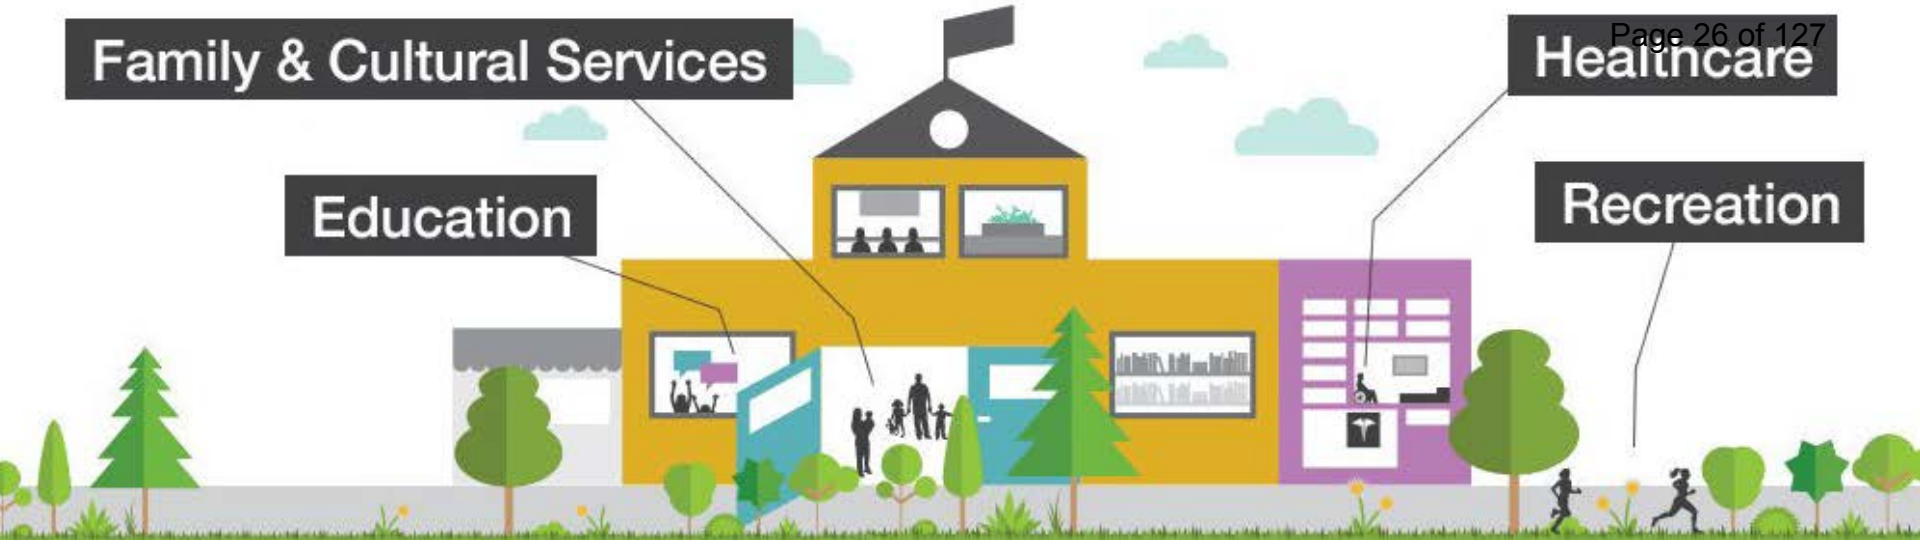 Page 26 of 127
Family & Cultural Services
Healthcare
Education
Recreation